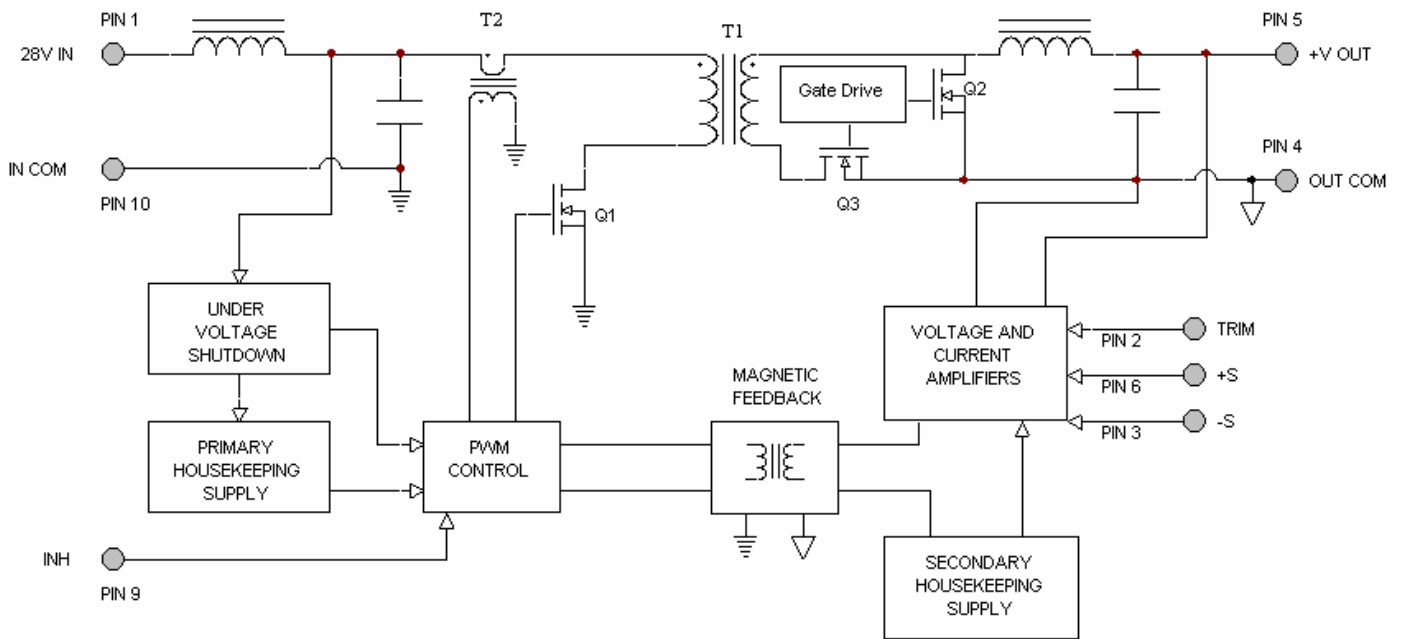 PIN 1
T2
T1
PIN 5
28V IN
+V OUT
Gate Drive
Q2
PIN 4
IN COM
OUT COM
PIN 10
Q1
Q3
UNDER
VOLTAGE
SHUTDOWN
VOLTAGE AND
CURRENT
AMPLIFIERS
TRIM
PIN 2
+S
PIN 6
-S
PIN 3
MAGNETIC
FEEDBACK
PRIMARY
HOUSEKEEPING
SUPPLY
PWM
CONTROL
INH
PIN 9
SECONDARY
HOUSEKEEPING
SUPPLY